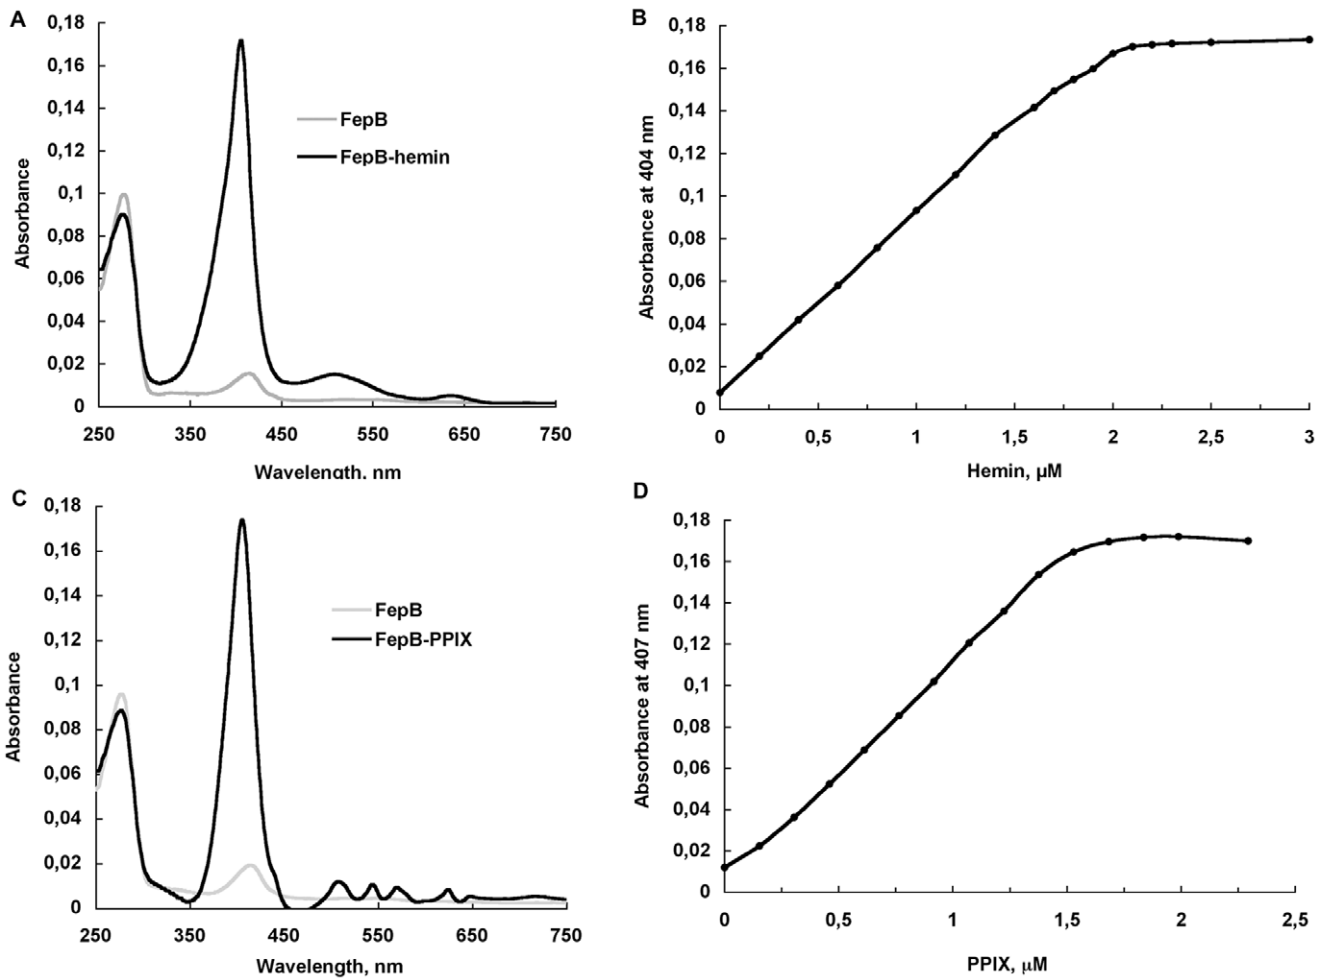 A
0,18
0,16
0,14
0,12
0,1
0,08
0,06
0,04
0,02
0
Absorbance
FepB
FepB-hemin
250 350 450 550 650 750
Wavelength, nm
B
0,18
0,16
0,14
0,12
0,1
0,08
0,06
0,04
0,02
0
Absorbance at 404 nm
0 0,5 1 1,5 2 2,5 3
Hemin, µM
C
0,18
0,16
0,14
0,12
0,1
0,08
0,06
0,04
0,02
0
Absorbance
FepB
FepB-PPIX
250 350 450 550 650 750
Wavelength, nm
D
0,18
0,16
0,14
0,12
0,1
0,08
0,06
0,04
0,02
0
Absorbance at 407 nm
0 0,5 1 1,5 2 2,5
PPIX, µM